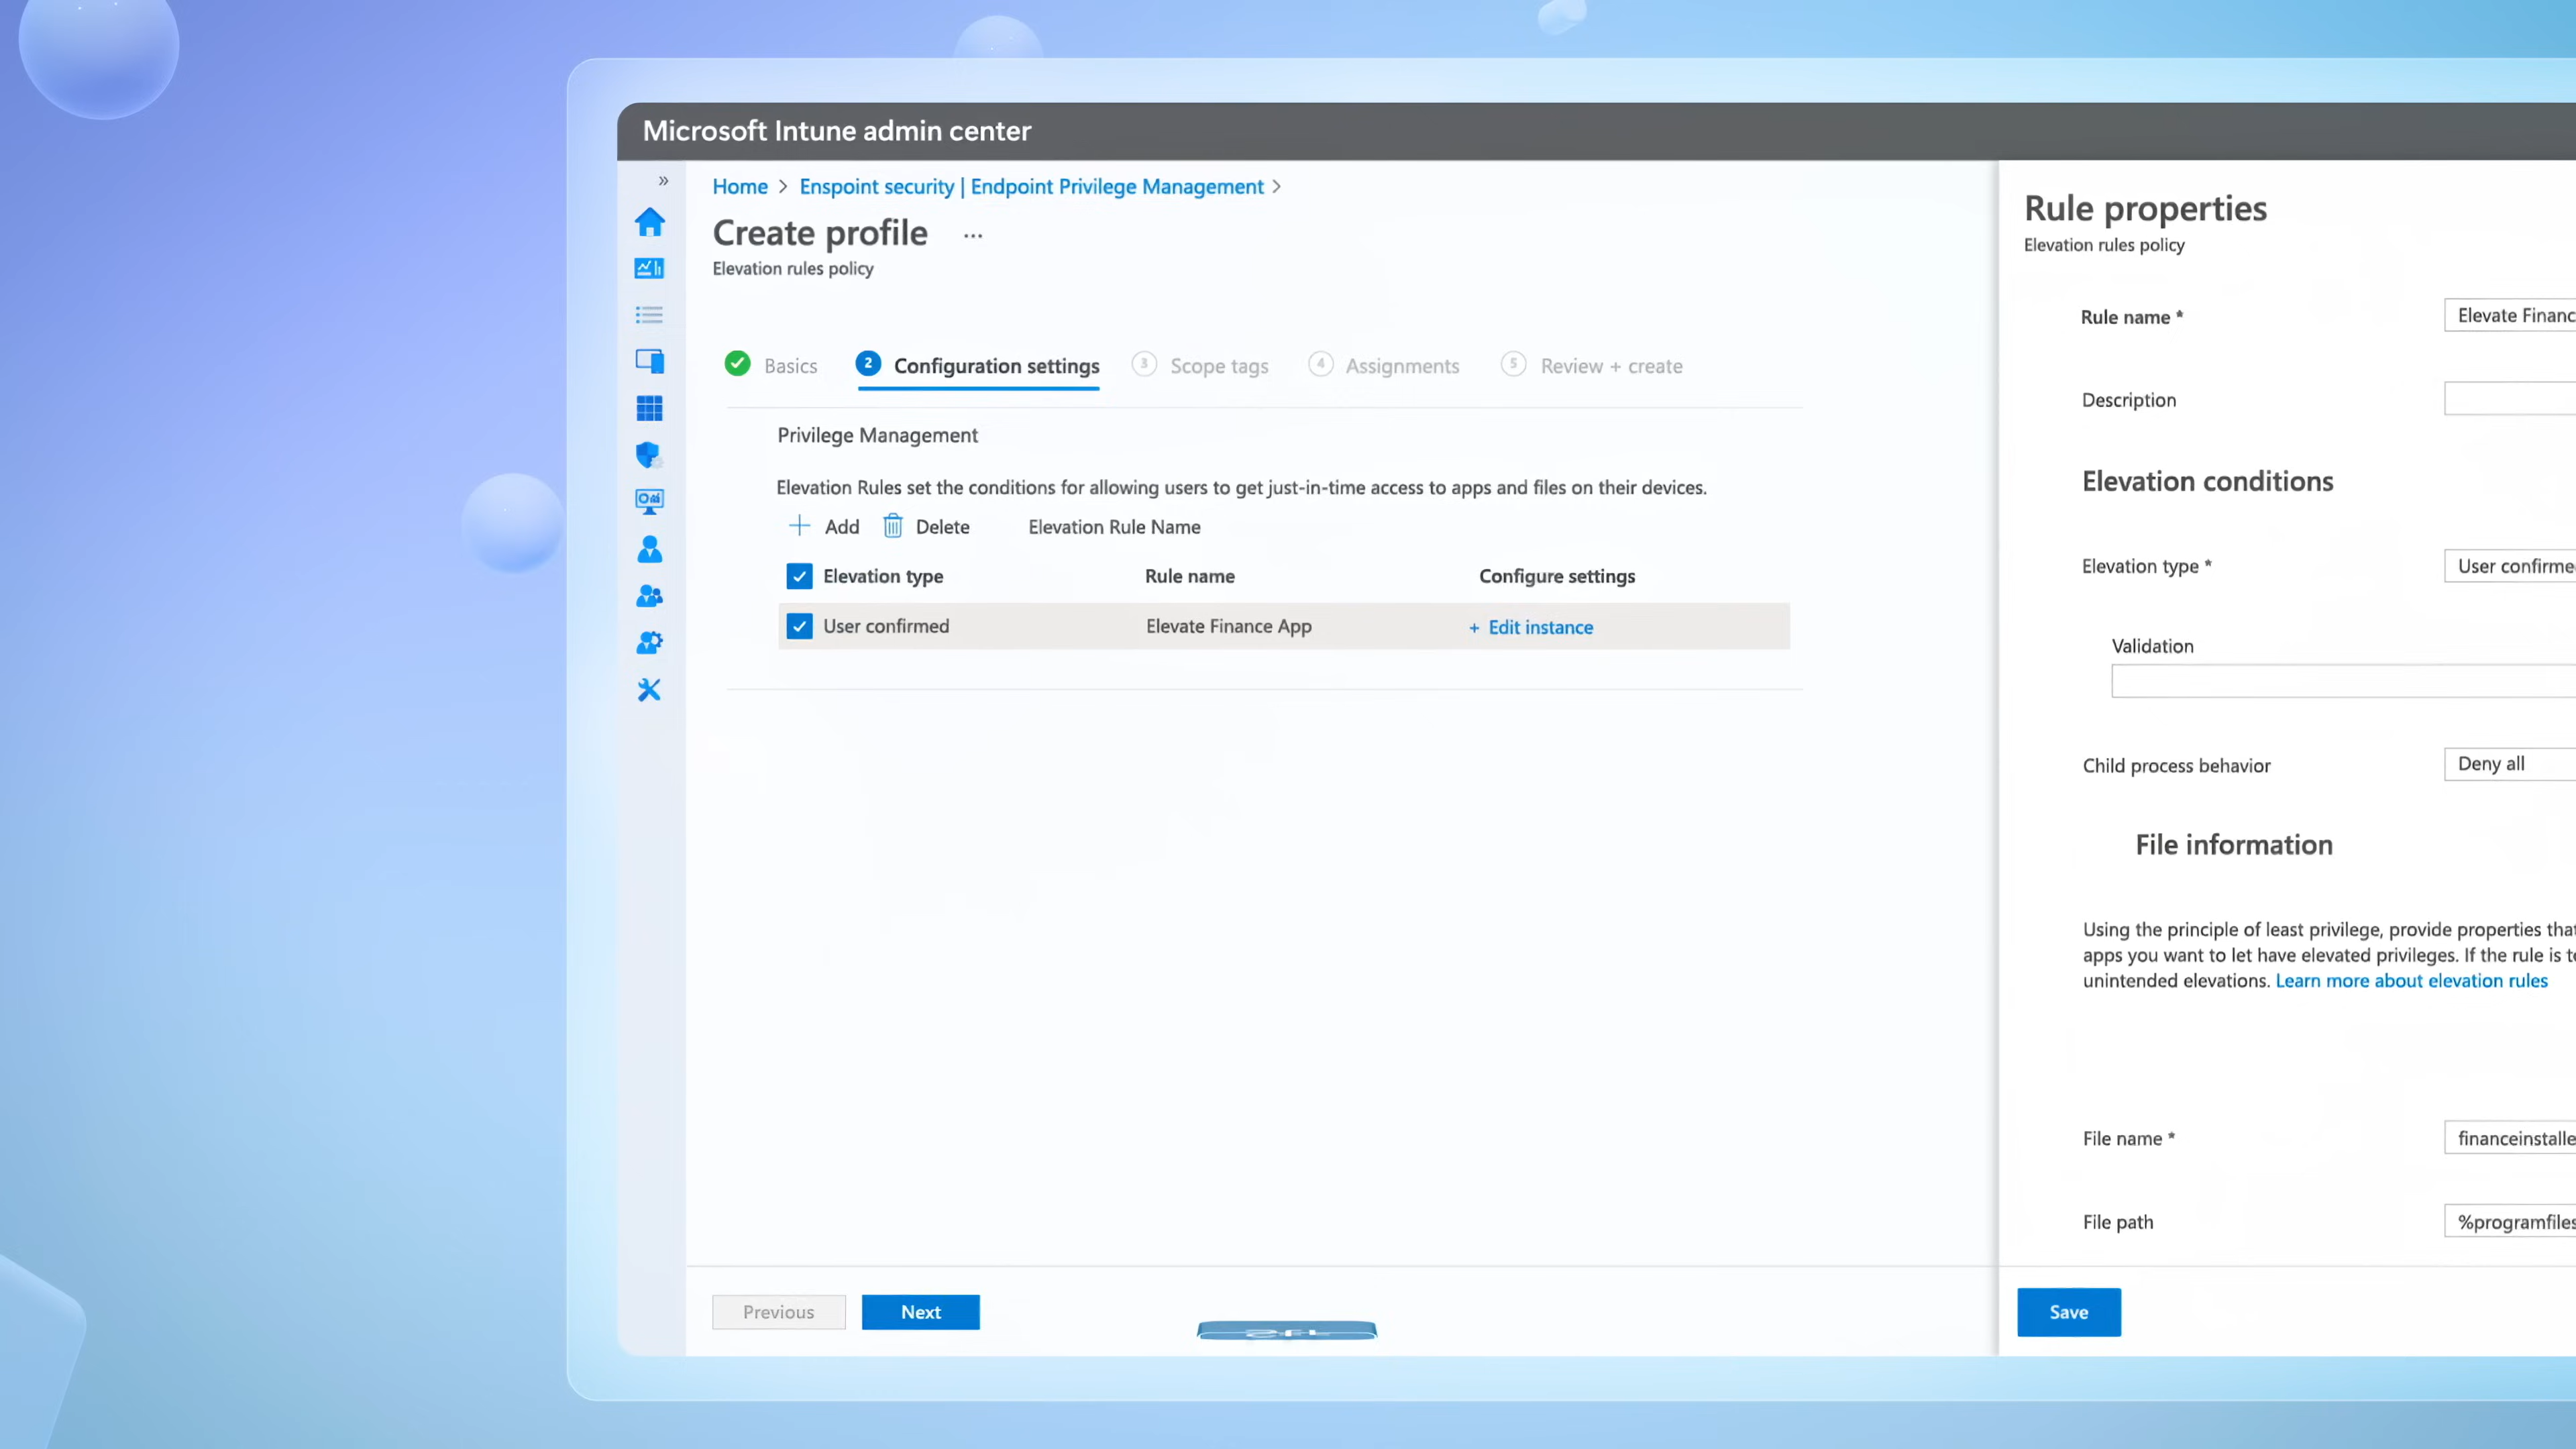 Microsoft Intune admin center
»
Home > Enspoint security | Endpoint Privilege Management >
Create profile ...
Elevation rules policy
Basics 2 Configuration settings 3 Scope tags 4 Assignments 5 Review + create
Privilege Management
Elevation Rules set the conditions for allowing users to get just-in-time access to apps and files on their devices.
+ Add Delete Elevation Rule Name
Elevation type Rule name Configure settings
User confirmed Elevate Finance App + Edit instance
Previous Next
Rule properties
Elevation rules policy
Rule name * Elevate Financ
Description
Elevation conditions
Elevation type * User confirme
Validation
Child process behavior Deny all
File information
Using the principle of least privilege, provide properties that
apps you want to let have elevated privileges. If the rule is
unintended elevations. Learn more about elevation rules
File name * financeinstalle
File path %programfiles
Save